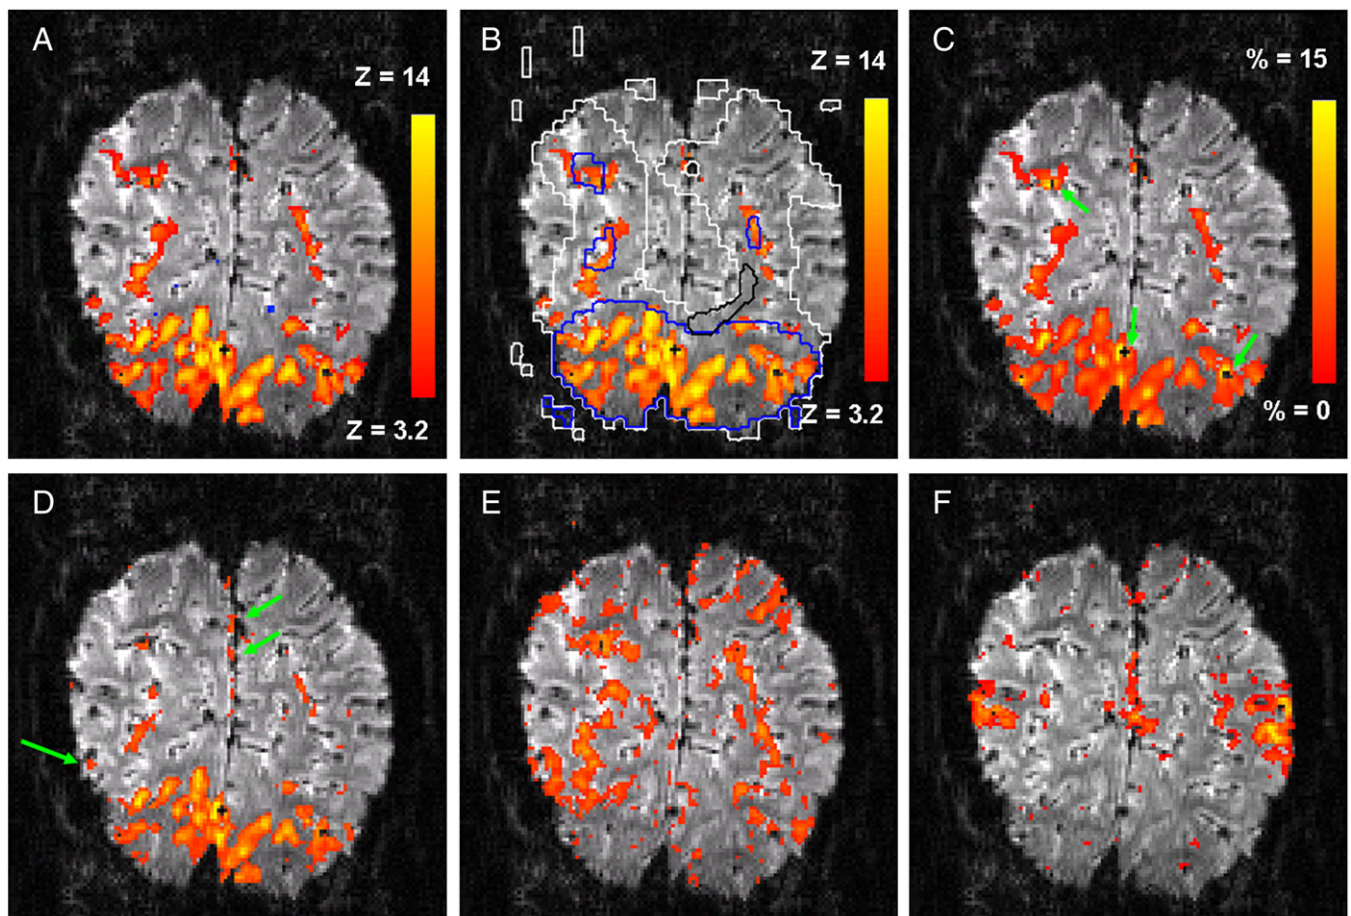 A
Z = 14
Z = 3.2
B
Z = 14
Z = 3.2
C
% = 15
% = 0
D
E
F